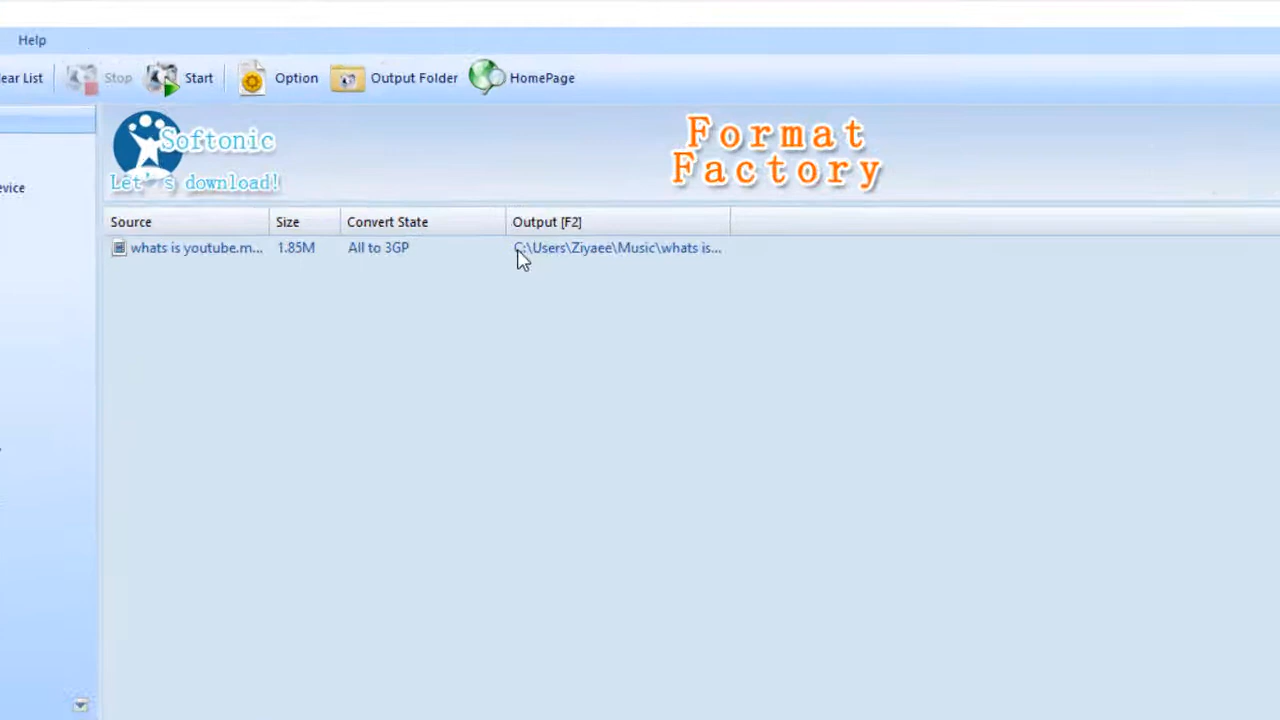 Help
ear List Stop Start Option Output Folder HomePage
Softonic
Let's download!
Format
Factory
evice
Source Size Convert State Output [F2]
whats is youtube.m... 1.85M All to 3GP C:\Users\Ziyaee\Music\whats is...